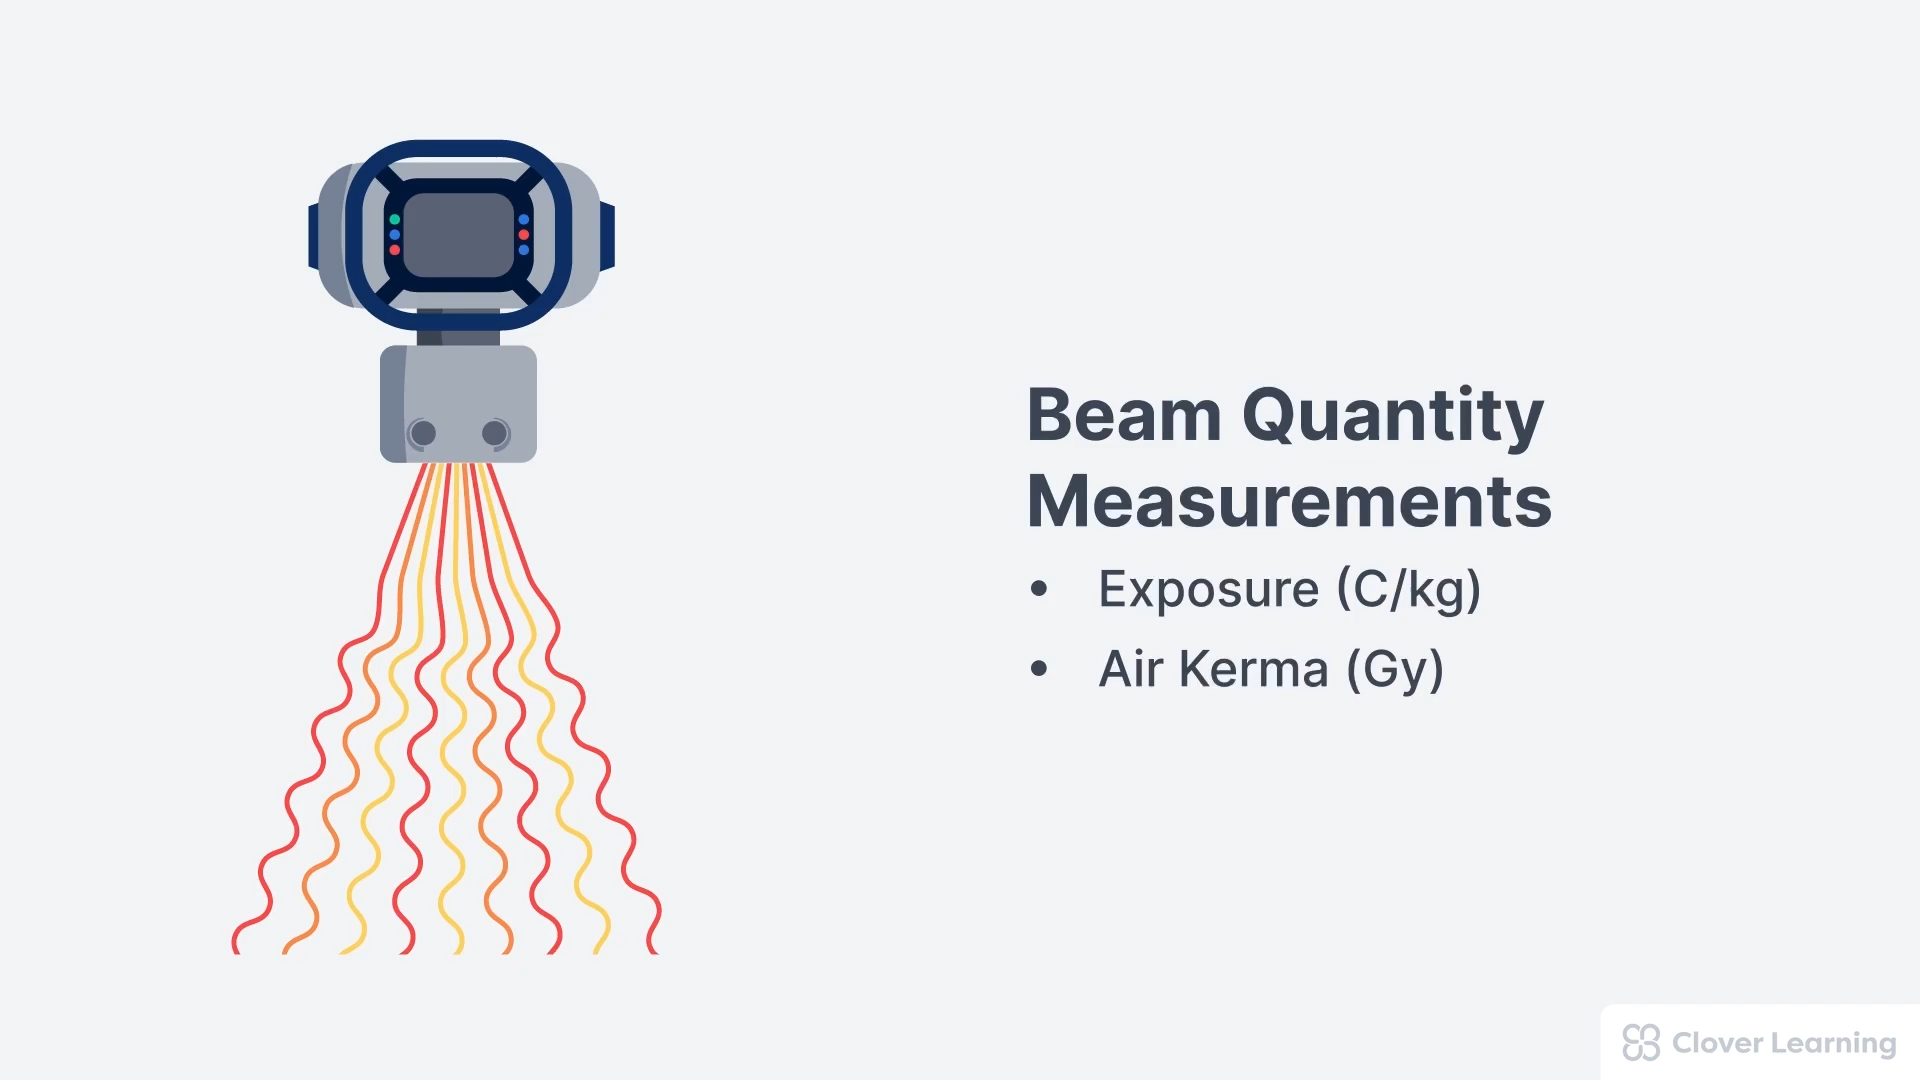 Beam Quantity
Measurements
• Exposure (C/kg)
• Air Kerma (Gy)
Clover Learning